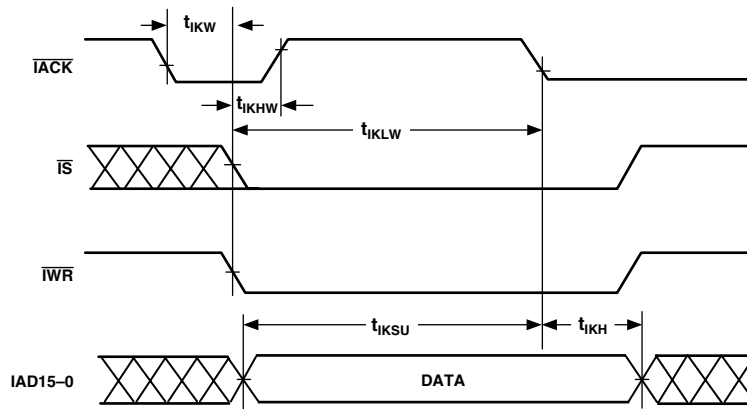 tIKW
IACK
tIKHW
tIKLW
IS
IWR
tIKSU
tIKH
IAD15–0
DATA